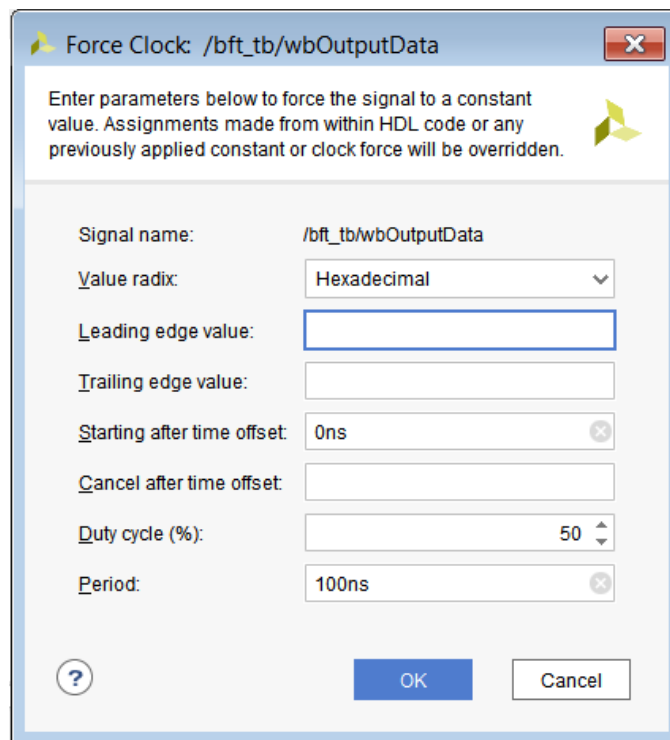 Force Clock: /bft_tb/wbOutputData
Enter parameters below to force the signal to a constant
value. Assignments made from within HDL code or any
previously applied constant or clock force will be overridden.
Signal name: /bft_tb/wbOutputData
Value radix: Hexadecimal
Leading edge value:
Trailing edge value:
Starting after time offset: 0ns
Cancel after time offset:
Duty cycle (%): 50
Period: 100ns
? OK Cancel